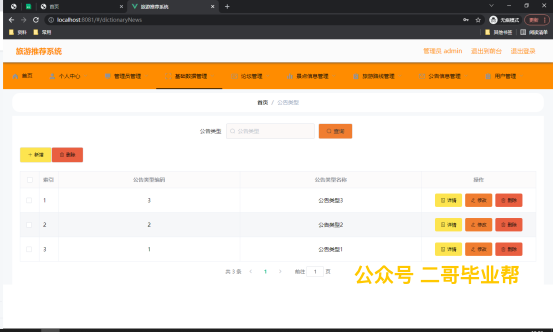 首页
旅游推荐系统
localhost:8081/#/dictionaryNews
无痕模式
更新
资料
常用
其他书签
阅读清单
旅游推荐系统
管理员 admin
退出到前台
退出登录
首页
个人中心
管理员管理
基础数据管理
论坛管理
景点信息管理
旅游路线管理
公告信息管理
用户管理
首页 / 公告类型
公告类型
公告类型
查询
+ 新增
删除
索引 公告类型编码 公告类型名称 操作
1 3 公告类型3 详情 修改 删除
2 2 公告类型2 详情 修改 删除
3 1 公告类型1 详情 修改 删除
共 3 条 < 1 > 前往 1 页
公众号 二哥毕业帮